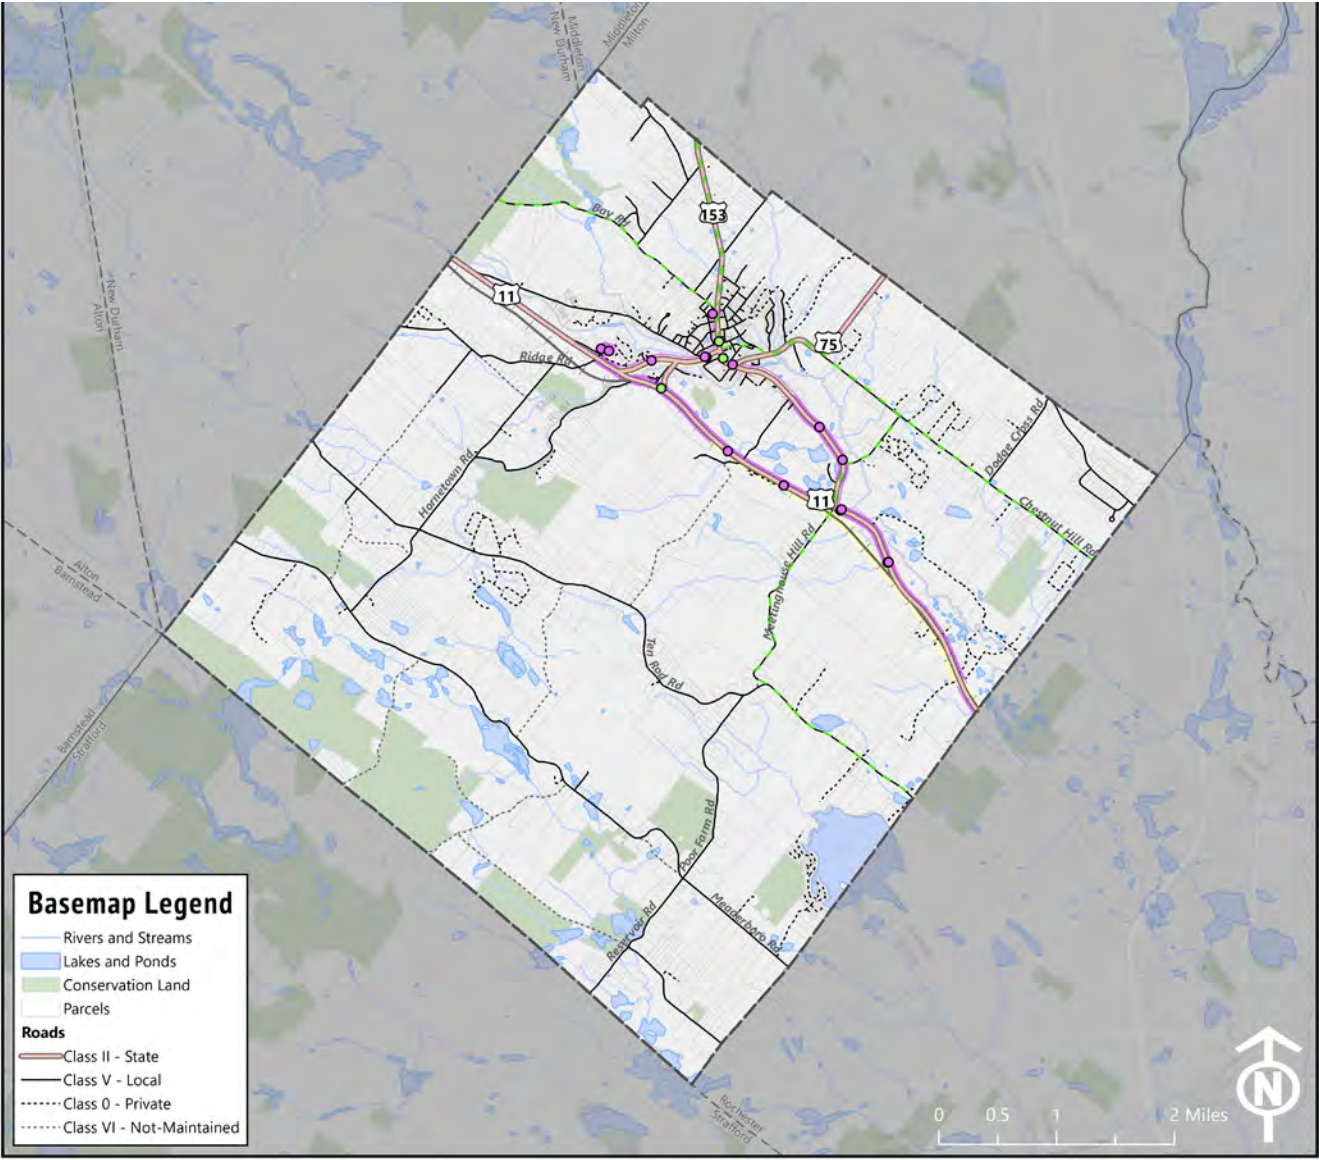 Middleton
New Durham
Middleton
Milton
153
Bay Rd
New Durham
Alton
11
75
Ridge Rd
Dodge Cross Rd
Hornetown Rd
11
Chestnut Hill Rd
Meetinghouse Hill Rd
Alton
Barnstead
Ten Rod Rd
Barnstead
Strafford
Poor Farm Rd
Reservoir Rd
Meaderboro Rd
Rochester
Strafford
Basemap Legend
Rivers and Streams
Lakes and Ponds
Conservation Land
Parcels
Roads
Class II - State
Class V - Local
Class 0 - Private
Class VI - Not-Maintained
0 0.5 1 2 Miles
N